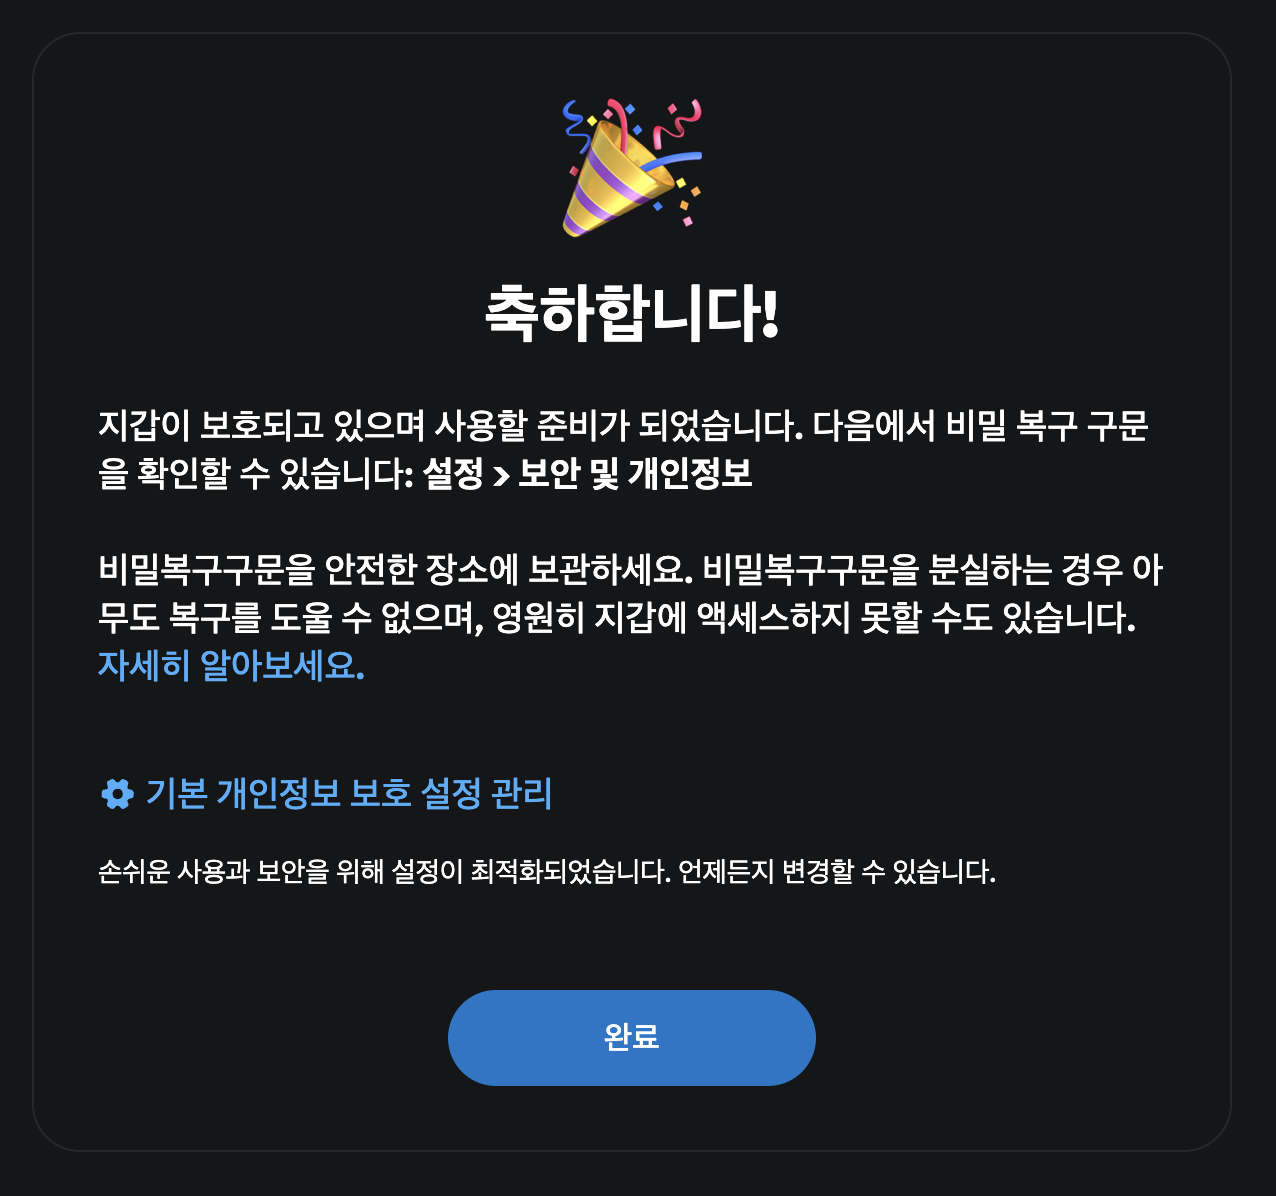 축하합니다!
지갑이 보호되고 있으며 사용할 준비가 되었습니다. 다음에서 비밀 복구 구문
을 확인할 수 있습니다: 설정 > 보안 및 개인정보
비밀복구구문을 안전한 장소에 보관하세요. 비밀복구구문을 분실하는 경우 아
무도 복구를 도울 수 없으며, 영원히 지갑에 액세스하지 못할 수도 있습니다.
자세히 알아보세요.
기본 개인정보 보호 설정 관리
손쉬운 사용과 보안을 위해 설정이 최적화되었습니다. 언제든지 변경할 수 있습니다.
완료